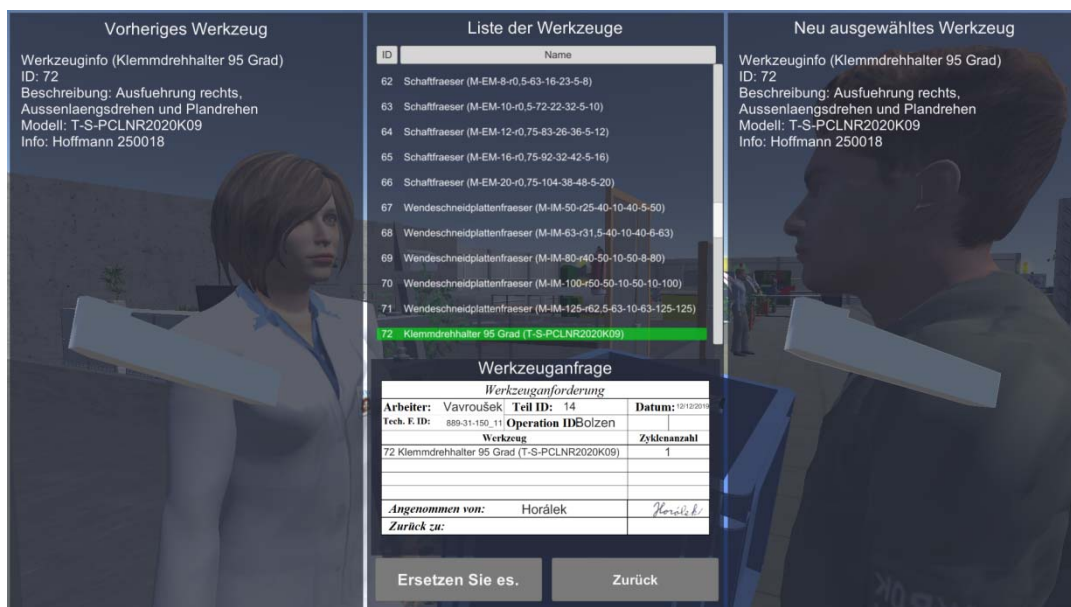 Vorheriges Werkzeug
Werkzeuginfo (Klemmdrehhalter 95 Grad)
ID: 72
Beschreibung: Ausfuehrung rechts,
Aussenlaengsdrehen und Plandrehen
Modell: T-S-PCLNR2020K09
Info: Hoffmann 250018
Liste der Werkzeuge
ID Name
62 Schaftfraeser (M-EM-8-r0,5-63-16-23-5-8)
63 Schaftfraeser (M-EM-10-r0,5-72-22-32-5-10)
64 Schaftfraeser (M-EM-12-r0,75-83-26-36-5-12)
65 Schaftfraeser (M-EM-16-r0,75-92-32-42-5-16)
66 Schaftfraeser (M-EM-20-r0,75-104-38-48-5-20)
67 Wendeschneidplattenfraeser (M-IM-50-r25-40-10-40-5-50)
68 Wendeschneidplattenfraeser (M-IM-63-r31,5-40-10-40-6-63)
69 Wendeschneidplattenfraeser (M-IM-80-r40-50-10-50-8-80)
70 Wendeschneidplattenfraeser (M-IM-100-r50-50-10-50-10-100)
71 Wendeschneidplattenfraeser (M-IM-125-r62,5-63-10-63-125-125)
72 Klemmdrehhalter 95 Grad (T-S-PCLNR2020K09)
Werkzeuganfrage
Werkzeuganforderung
Arbeiter: Vavroušek Teil ID: 14 Datum: 12/12/2019
Tech. F. ID: 889-31-150_11 Operation IDBolzen
Werkzeug Zyklenanzahl
72 Klemmdrehhalter 95 Grad (T-S-PCLNR2020K09) 1
Angenommen von: Horálek Horálek
Zurück zu:
Ersetzen Sie es. Zurück
Neu ausgewähltes Werkzeug
Werkzeuginfo (Klemmdrehhalter 95 Grad)
ID: 72
Beschreibung: Ausfuehrung rechts,
Aussenlaengsdrehen und Plandrehen
Modell: T-S-PCLNR2020K09
Info: Hoffmann 250018